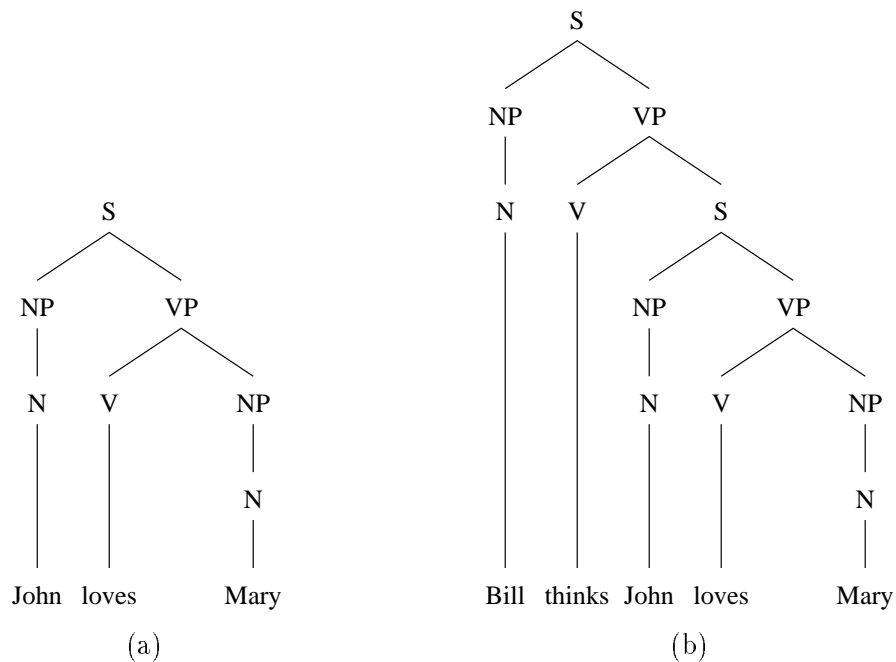 S
NP VP
N V S
S
NP VP NP VP
N V NP N V NP
N N
John loves Mary Bill thinks John loves Mary
(a) (b)